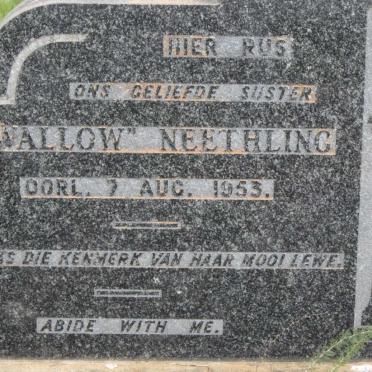 HIER RUS
ONS GELIEFDE SUSTER
VALLOW" NEETHLING
OORL. 7 AUG. 1953.
S DIE KENMERK VAN HAAR MOOI LEWE.
ABIDE WITH ME.